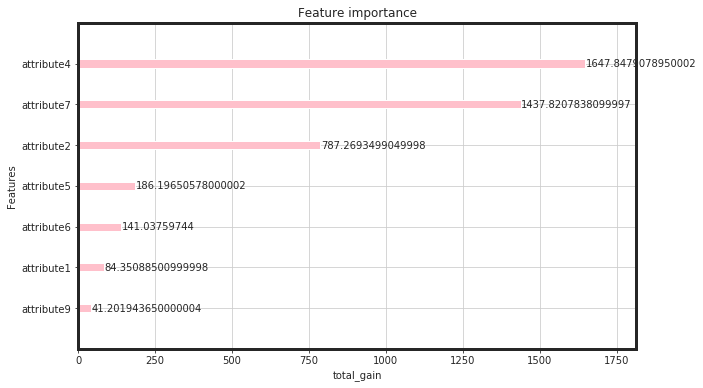 Feature importance
attribute4 1647.8479078950002
attribute7 1437.8207838099997
attribute2 787.2693499049998
attribute5 186.19650578000002
attribute6 141.03759744
attribute1 84.35088500999998
attribute9 41.201943650000004
Features
0 250 500 750 1000 1250 1500 1750
total_gain